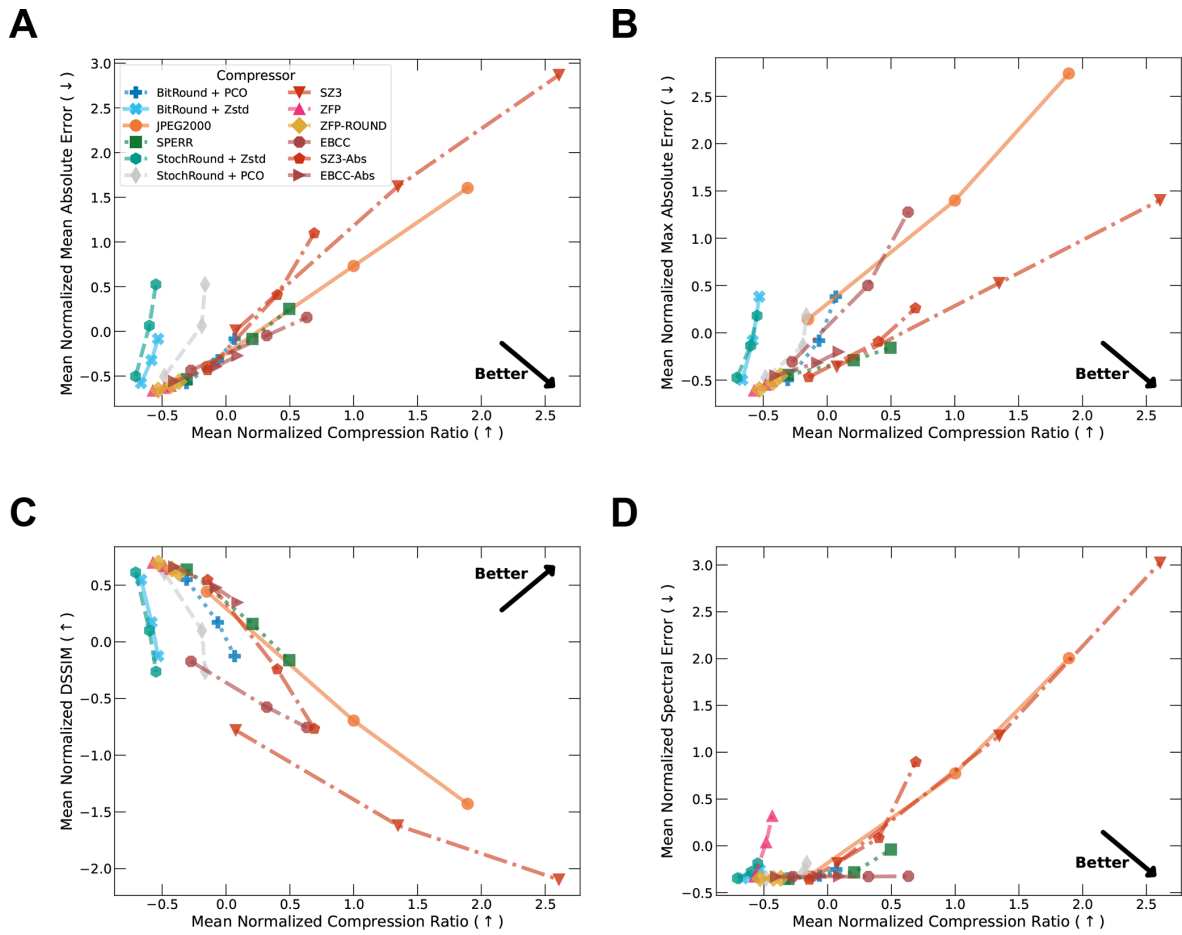 A
B
Mean Normalized Mean Absolute Error (↓)
3.0
2.5
2.0
1.5
1.0
0.5
0.0
−0.5
Compressor
BitRound + PCO
BitRound + Zstd
JPEG2000
SPERR
StochRound + Zstd
StochRound + PCO
SZ3
ZFP
ZFP-ROUND
EBCC
SZ3-Abs
EBCC-Abs
Better
−0.5 0.0 0.5 1.0 1.5 2.0 2.5
Mean Normalized Compression Ratio (↑)
Mean Normalized Max Absolute Error (↓)
2.5
2.0
1.5
1.0
0.5
0.0
−0.5
Better
−0.5 0.0 0.5 1.0 1.5 2.0 2.5
Mean Normalized Compression Ratio (↑)
C
D
Mean Normalized DSSIM (↑)
0.5
0.0
−0.5
−1.0
−1.5
−2.0
Better
−0.5 0.0 0.5 1.0 1.5 2.0 2.5
Mean Normalized Compression Ratio (↑)
Mean Normalized Spectral Error (↓)
3.0
2.5
2.0
1.5
1.0
0.5
0.0
−0.5
Better
−0.5 0.0 0.5 1.0 1.5 2.0 2.5
Mean Normalized Compression Ratio (↑)